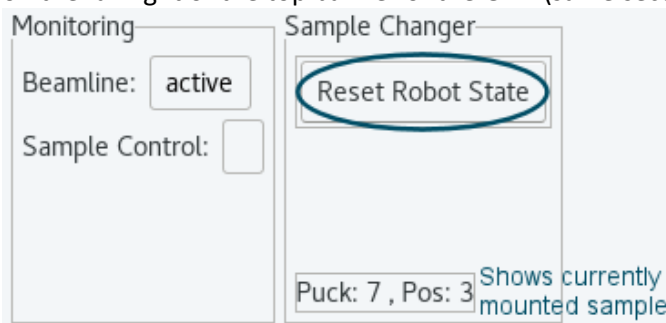 Monitoring
Sample Changer
Beamline: active
Reset Robot State
Sample Control:
Puck: 7 , Pos: 3
Shows currently
mounted sample